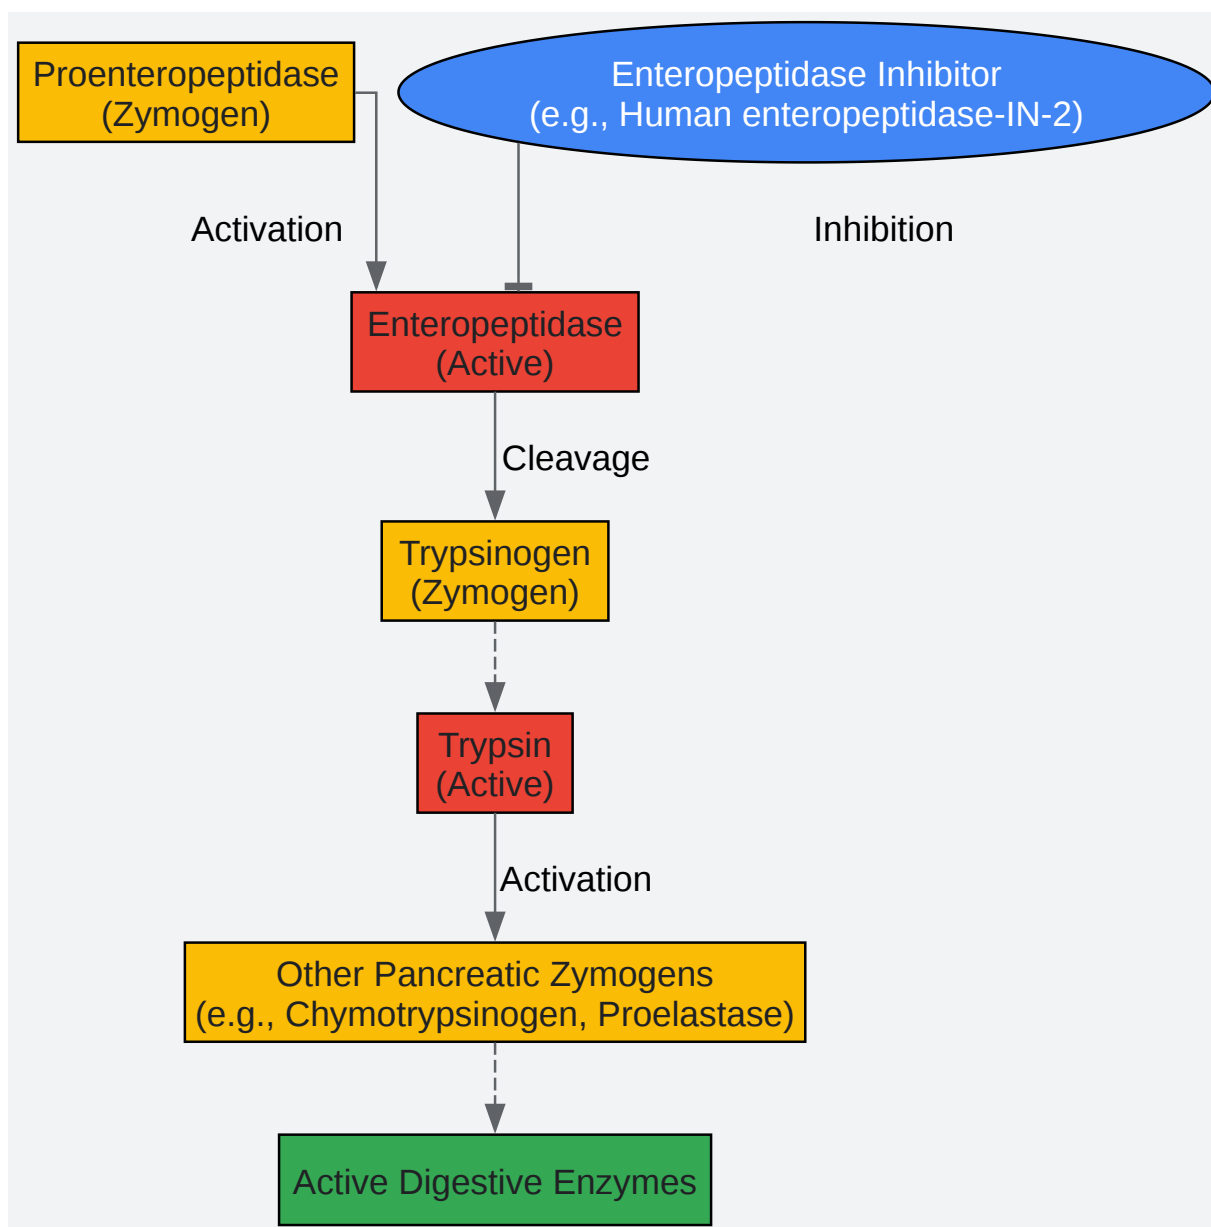 Proenteropeptidase
(Zymogen)
Enteropeptidase Inhibitor
(e.g., Human enteropeptidase-IN-2)
Activation
Inhibition
Enteropeptidase
(Active)
Cleavage
Trypsinogen
(Zymogen)
Trypsin
(Active)
Activation
Other Pancreatic Zymogens
(e.g., Chymotrypsinogen, Proelastase)
Active Digestive Enzymes